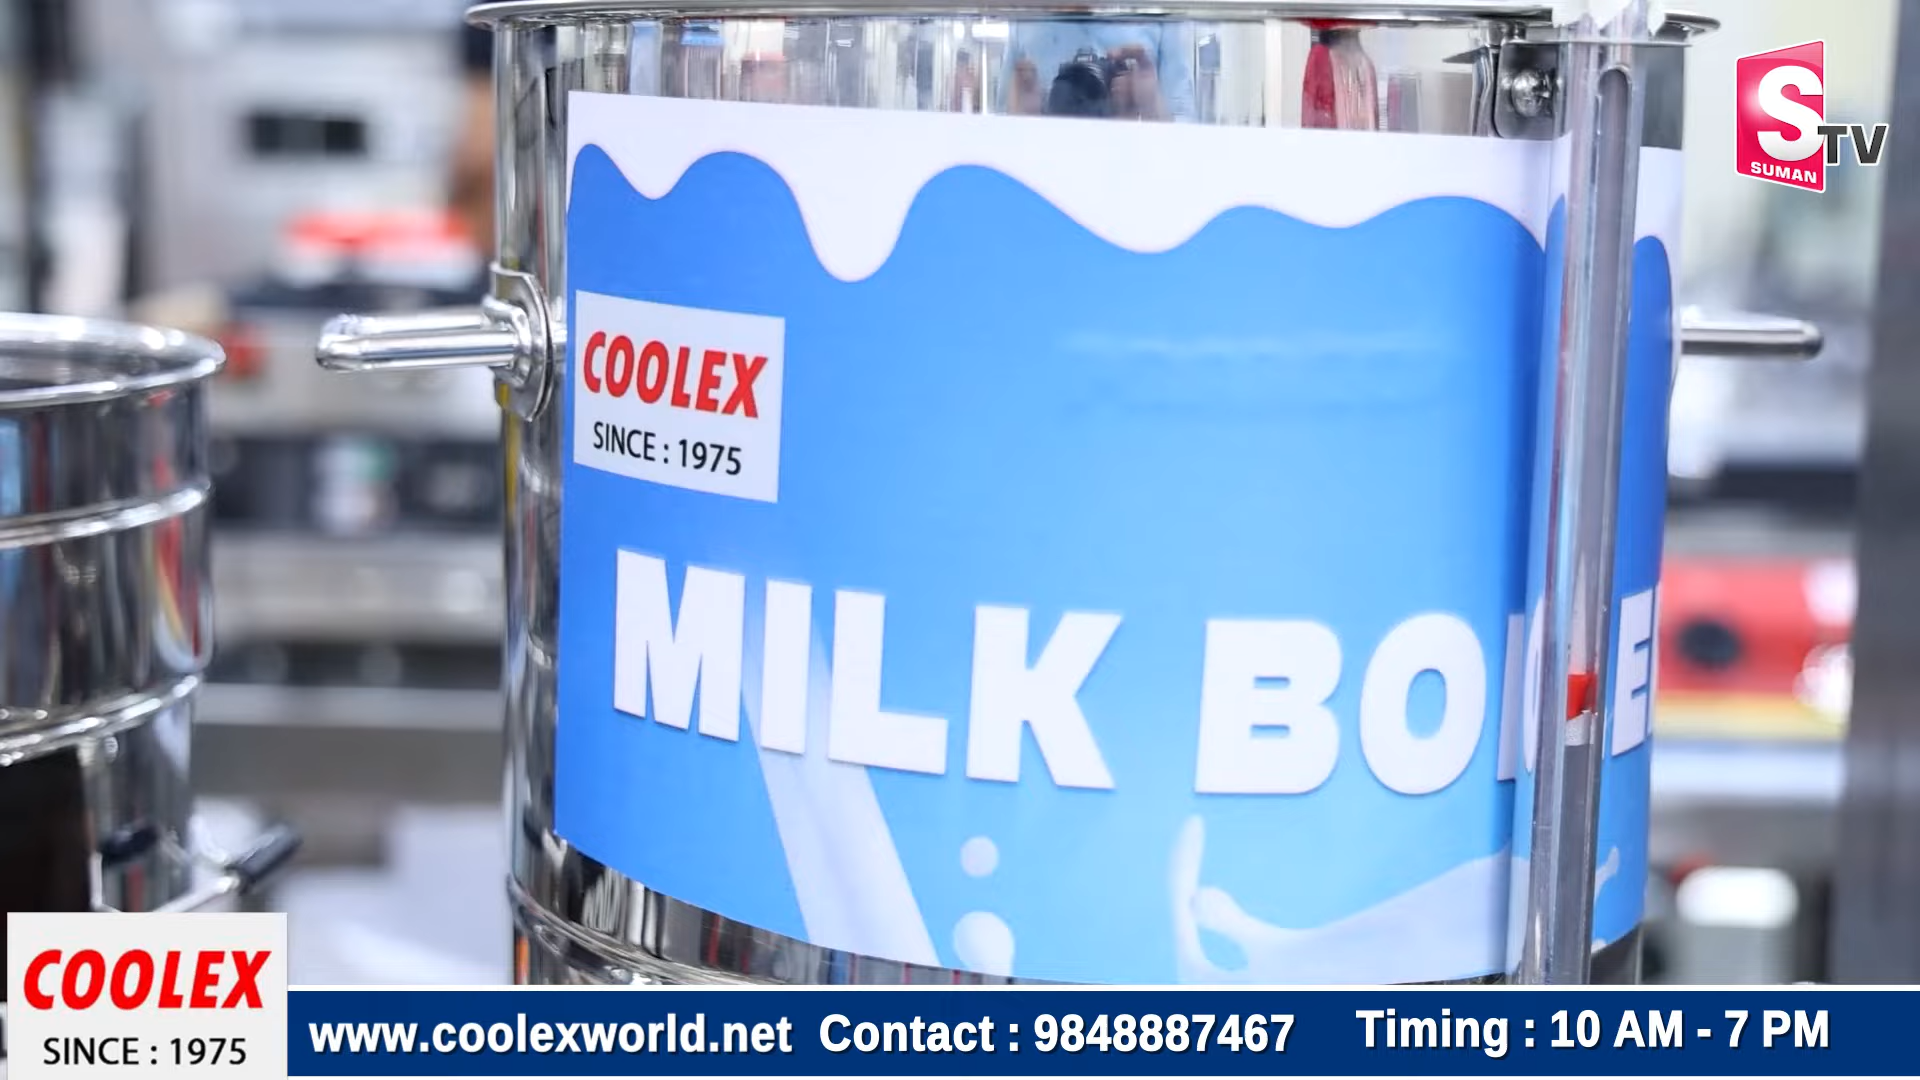 S
TV
SUMAN
COOLEX
SINCE : 1975
MILK BOILE
COOLEX
SINCE : 1975
www.coolexworld.net Contact : 9848887467 Timing : 10 AM - 7 PM